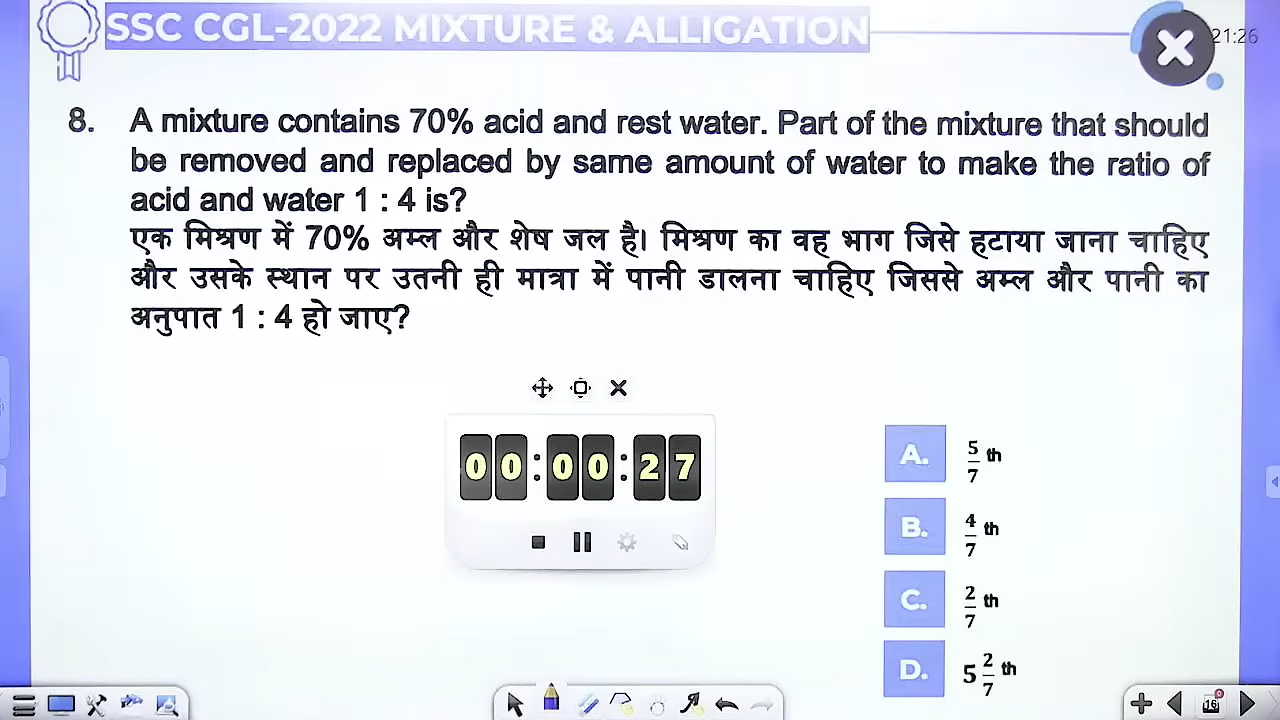 SSC CGL-2022 MIXTURE & ALLIGATION
21:26
8. A mixture contains 70% acid and rest water. Part of the mixture that should
be removed and replaced by same amount of water to make the ratio of
acid and water 1 : 4 is?
एक मिश्रण में 70% अम्ल और शेष जल है। मिश्रण का वह भाग जिसे हटाया जाना चाहिए
और उसके स्थान पर उतनी ही मात्रा में पानी डालना चाहिए जिससे अम्ल और पानी का
अनुपात 1 : 4 हो जाए?
00:00:27
A. 5/7 th
B. 4/7 th
C. 2/7 th
D. 5 2/7 th
16
0